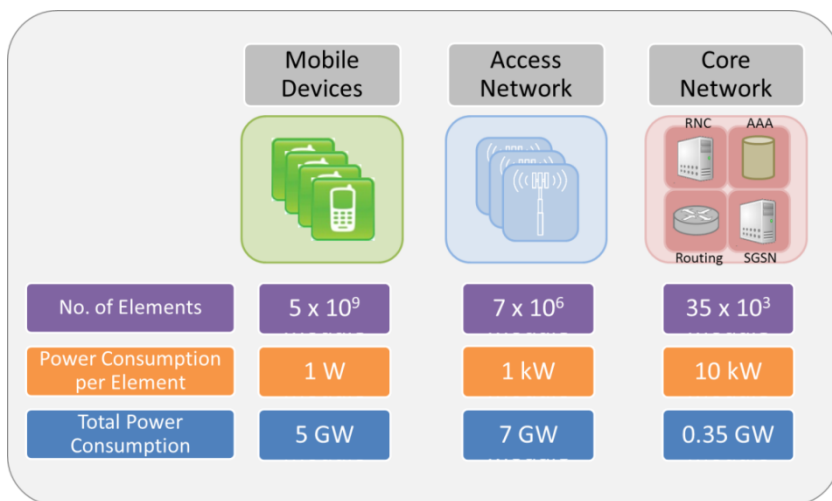 Mobile
Devices
Access
Network
Core
Network
RNC AAA
Routing SGSN
No. of Elements 5 x 10⁹ 7 x 10⁶ 35 x 10³
Power Consumption
per Element
1 W 1 kW 10 kW
Total Power
Consumption
5 GW 7 GW 0.35 GW